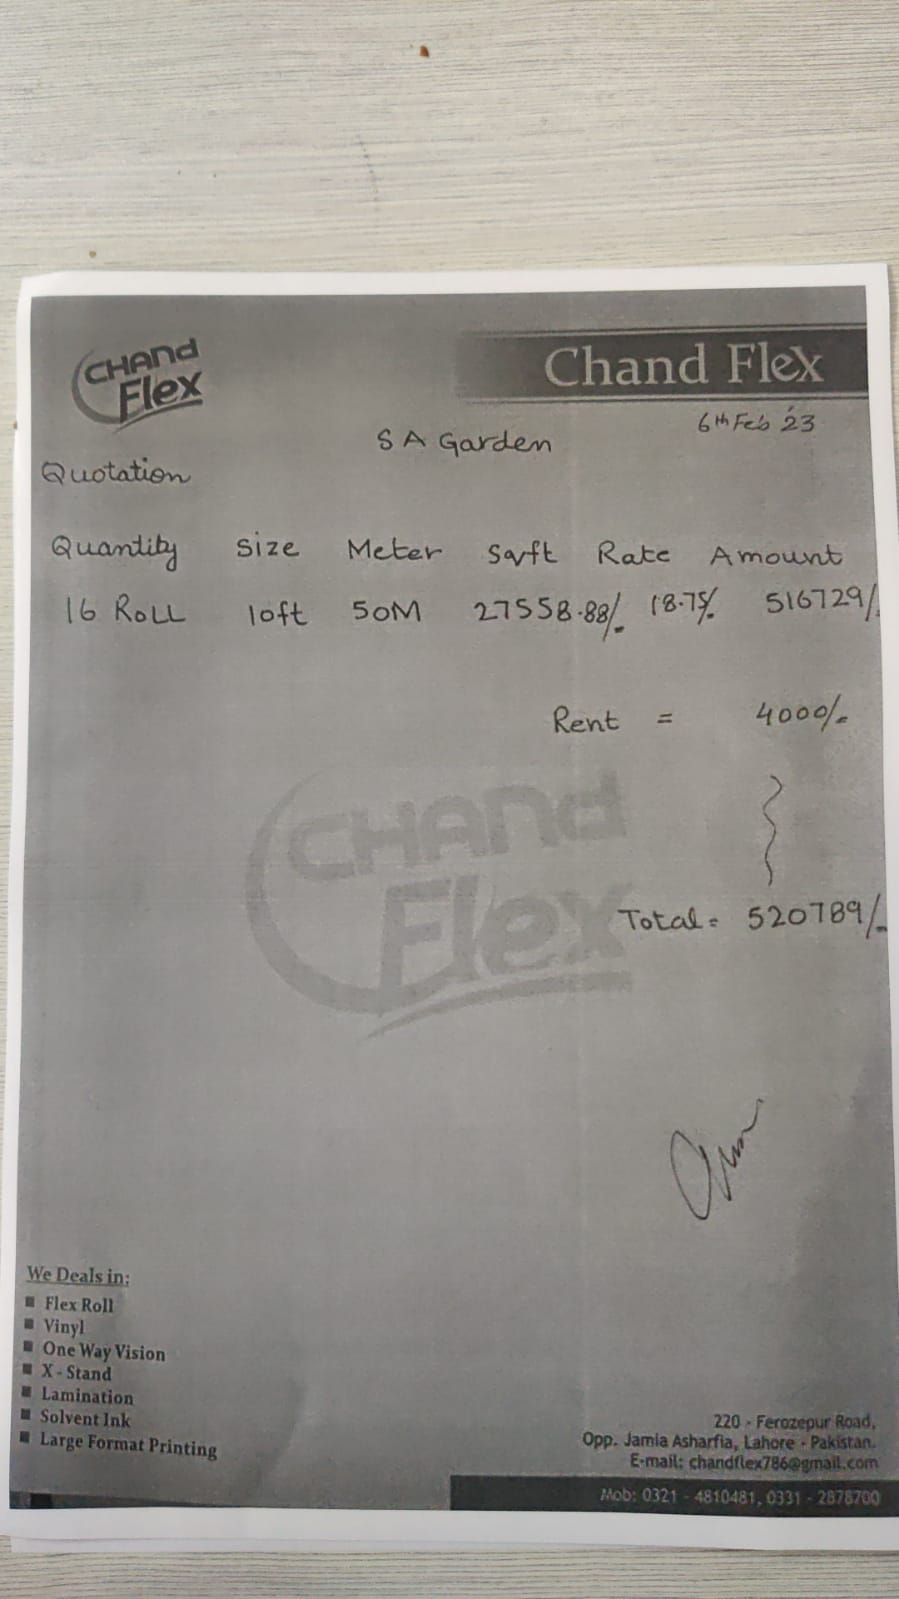 CHAND
Flex
Chand Flex
6th Feb '23
S A Garden
Quotation
Quantity Size Meter Sqft Rate Amount
16 ROLL 10ft 50M 27558.88/- 18.75/- 516729/-
Rent = 4000/-
CHAND
Flex
Total = 520789/-
We Deals in:
■ Flex Roll
■ Vinyl
■ One Way Vision
■ X - Stand
■ Lamination
■ Solvent Ink
■ Large Format Printing
220 - Ferozepur Road,
Opp. Jamia Asharfia, Lahore - Pakistan.
E-mail: chandflex786@gmail.com
Mob: 0321 - 4810481, 0331 - 2878700